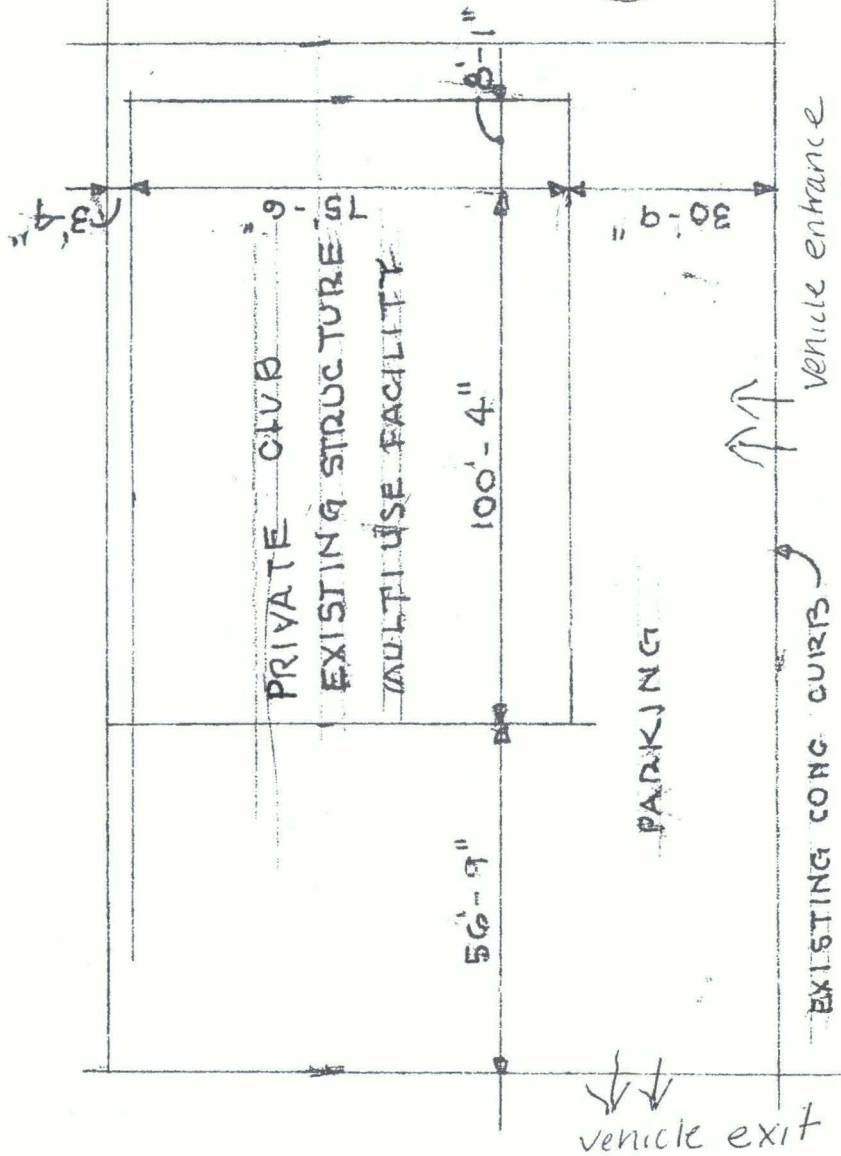 8'-1"
3'-4"
75'-6"
30'-9"
PRIVATE CLUB
EXISTING STRUCTURE
MULTI USE FACILITY
100'-4"
vehicle entrance
PARKING
56'-9"
EXISTING CONC CURB
vehicle exit